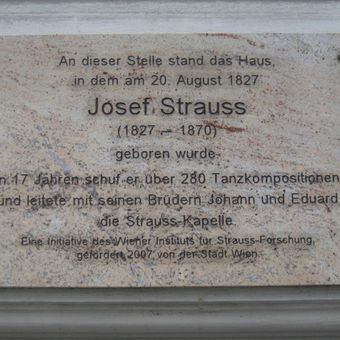 An dieser Stelle stand das Haus,
in dem am 20. August 1827
Josef Strauss
(1827 – 1870)
geboren wurde.
n 17 Jahren schuf er über 280 Tanzkompositionen
und leitete mit seinen Brüdern Johann und Eduard
die Strauss-Kapelle.
Eine Initiative des Wiener Instituts für Strauss-Forschung,
gefördert 2007 von der Stadt Wien.